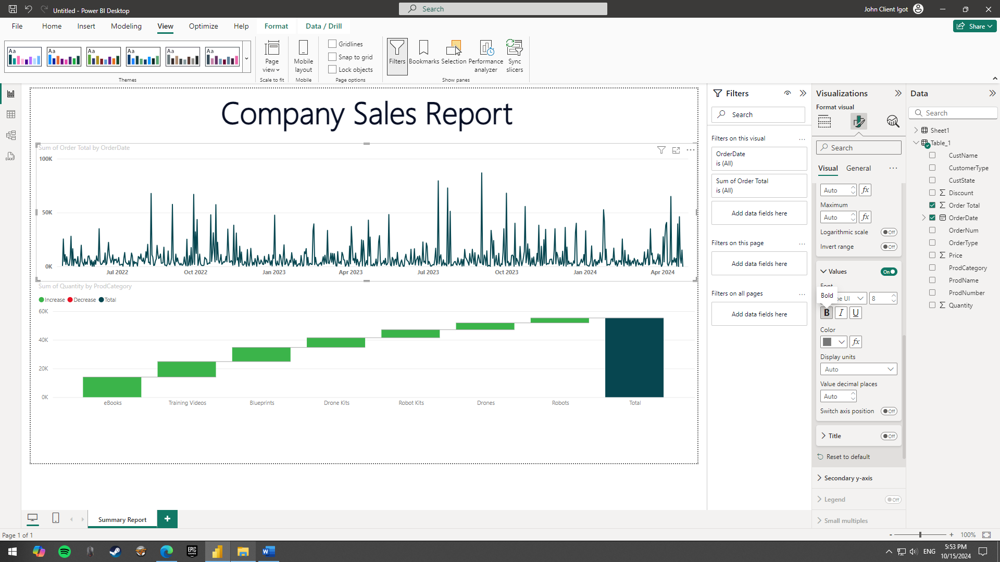 Untitled - Power BI Desktop
Search
John Client Igot
File Home Insert Modeling View Optimize Help Format Data / Drill
Share
Aa Aa Aa Aa Aa Aa
Themes
Page view
Scale to fit
Mobile layout
Mobile
Gridlines
Snap to grid
Lock objects
Page options
Filters
Bookmarks
Selection
Performance analyzer
Sync slicers
Show panes
Company Sales Report
Sum of Order Total by OrderDate
100K
50K
0K
Jul 2022 Oct 2022 Jan 2023 Apr 2023 Jul 2023 Oct 2023 Jan 2024 Apr 2024
Sum of Quantity by ProdCategory
Increase Decrease Total
60K
40K
20K
0K
eBooks Training Videos Blueprints Drone Kits Robot Kits Drones Robots Total
Filters
Search
Filters on this visual
OrderDate
is (All)
Sum of Order Total
is (All)
Add data fields here
Filters on this page
Add data fields here
Filters on all pages
Add data fields here
Visualizations
Format visual
Search
Visual General
Auto fx
Maximum
Auto fx
Logarithmic scale Off
Invert range Off
Values On
Font
Bold
UI 8
B I U
Color
fx
Display units
Auto
Value decimal places
Auto
Switch axis position Off
Title Off
Reset to default
Secondary y-axis
Legend Off
Small multiples
Data
Search
Sheet1
Table_1
CustName
CustomerType
CustState
Discount
Order Total
OrderDate
OrderNum
OrderType
Price
ProdCategory
ProdName
ProdNumber
Quantity
Summary Report
Page 1 of 1
- + 100%
EPIC GAMES
ENG
5:53 PM
10/15/2024